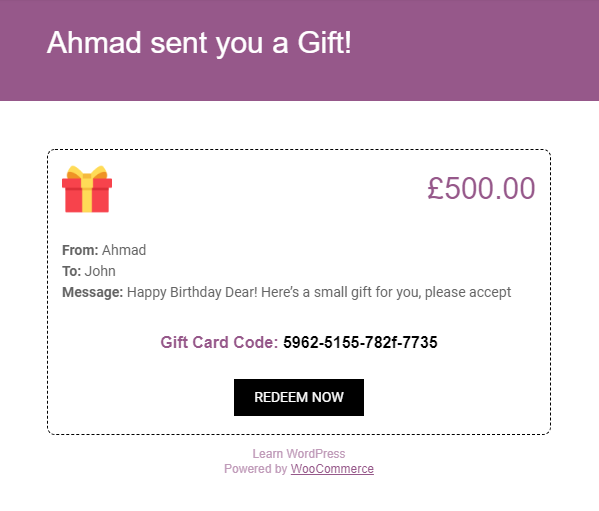 Ahmad sent you a Gift!
£500.00
From: Ahmad
To: John
Message: Happy Birthday Dear! Here’s a small gift for you, please accept
Gift Card Code: 5962-5155-782f-7735
REDEEM NOW
Learn WordPress
Powered by WooCommerce